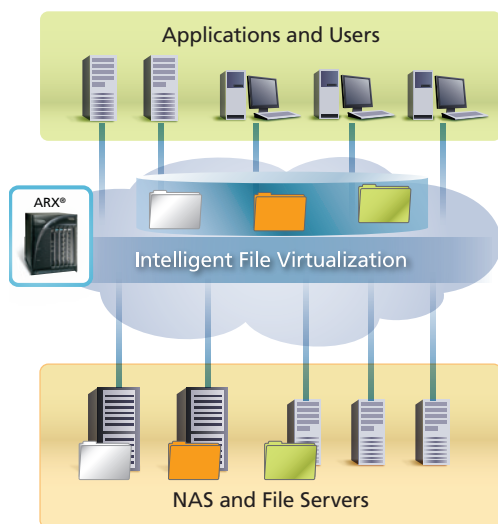 Applications and Users
ARX®
Intelligent File Virtualization
NAS and File Servers